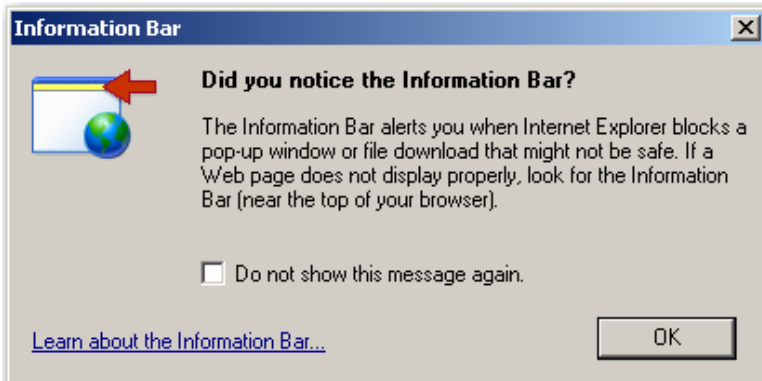 Information Bar
Did you notice the Information Bar?
The Information Bar alerts you when Internet Explorer blocks a
pop-up window or file download that might not be safe. If a
Web page does not display properly, look for the Information
Bar (near the top of your browser).
Do not show this message again.
Learn about the Information Bar...
OK